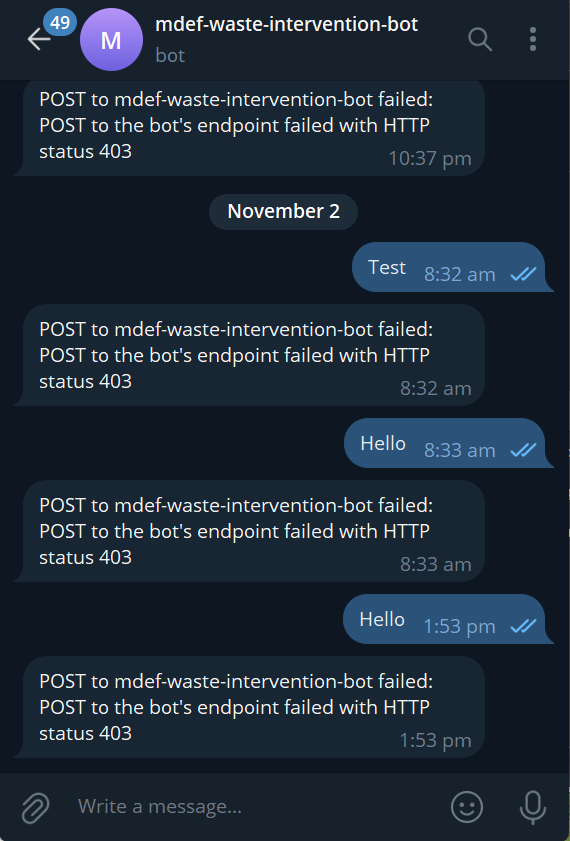 49
M
mdef-waste-intervention-bot
bot
POST to mdef-waste-intervention-bot failed:
POST to the bot's endpoint failed with HTTP
status 403
10:37 pm
November 2
Test 8:32 am
POST to mdef-waste-intervention-bot failed:
POST to the bot's endpoint failed with HTTP
status 403
8:32 am
Hello 8:33 am
POST to mdef-waste-intervention-bot failed:
POST to the bot's endpoint failed with HTTP
status 403
8:33 am
Hello 1:53 pm
POST to mdef-waste-intervention-bot failed:
POST to the bot's endpoint failed with HTTP
status 403
1:53 pm
Write a message...